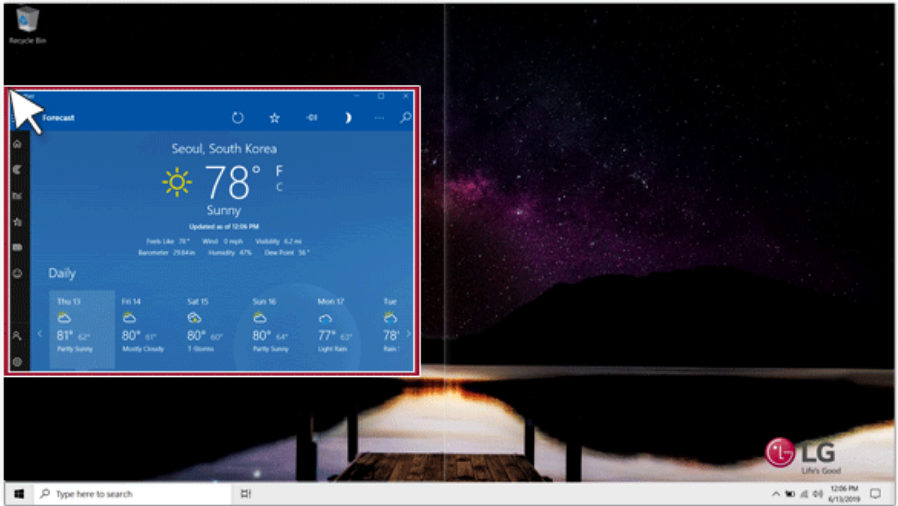 Recycle Bin
Forecast
Seoul, South Korea
78° F
C
Sunny
Updated as of 12:06 PM
Feels Like 78° Wind 0 mph Visibility 6.2 mi
Barometer 29.84 in Humidity 47% Dew Point 56°
Daily
Thu 13 Fri 14 Sat 15 Sun 16 Mon 17 Tue
81° 62° 80° 61° 80° 60° 80° 64° 77° 63° 78°
Partly Sunny Mostly Cloudy T-Storms Partly Sunny Light Rain Rain
LG
Life's Good
Type here to search
12:06 PM
6/13/2019